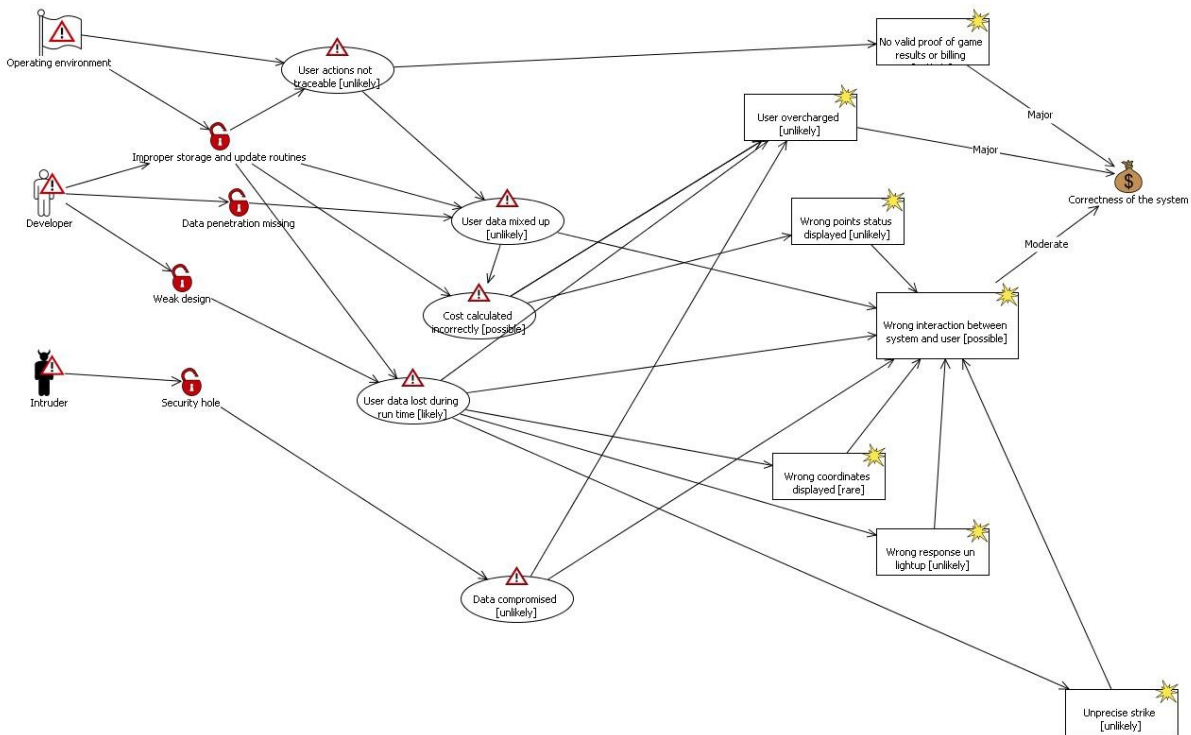 Operating environment
User actions not
traceable [unlikely]
No valid proof of game
results or billing
User overcharged
[unlikely]
Major
Major
Improper storage and update routines
Correctness of the system
Developer
Data penetration missing
User data mixed up
[unlikely]
Wrong points status
displayed [unlikely]
Moderate
Weak design
Cost calculated
incorrectly [possible]
Wrong interaction between
system and user [possible]
Intruder
Security hole
User data lost during
run time [likely]
Wrong coordinates
displayed [rare]
Wrong response un
lightup [unlikely]
Data compromised
[unlikely]
Unprecise strike
[unlikely]
$